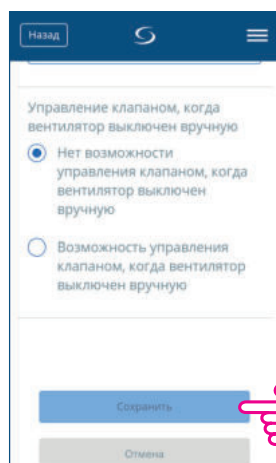 Назад
Управление клапаном, когда
вентилятор выключен вручную
Нет возможности
управления клапаном, когда
вентилятор выключен
вручную
Возможность управления
клапаном, когда вентилятор
выключен вручную
Сохранить
Отмена